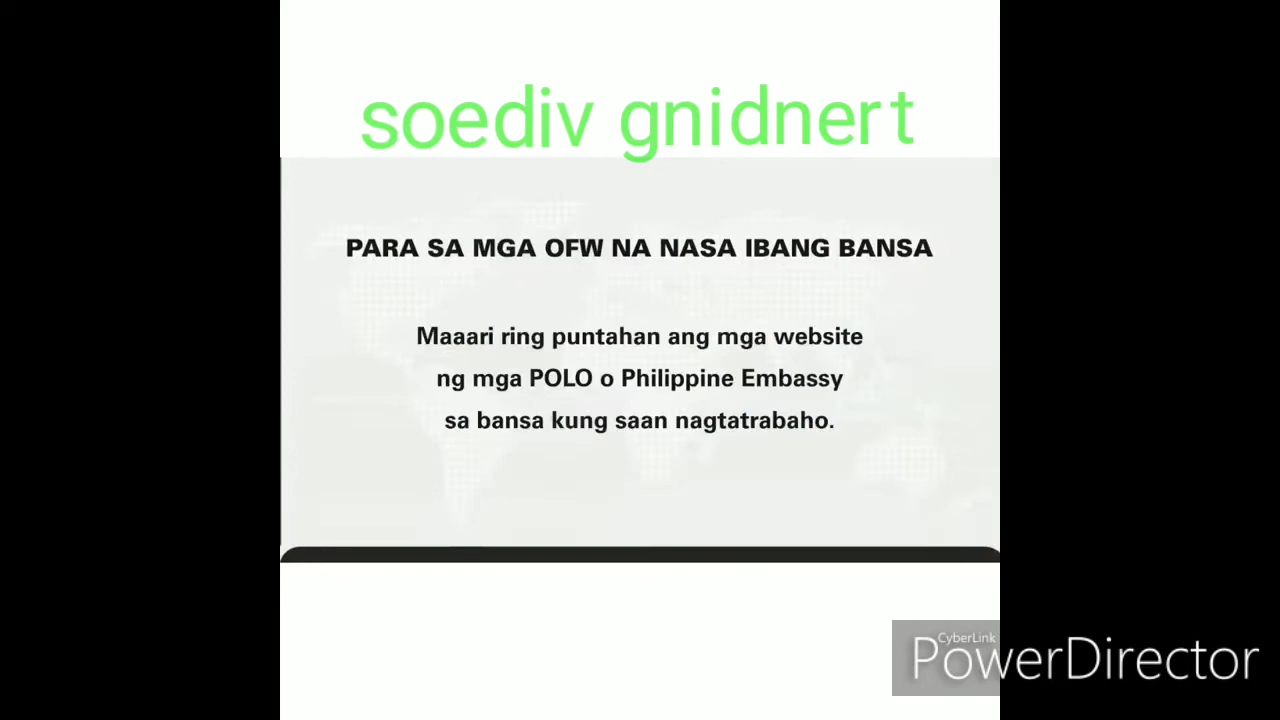 soediv gnidnert
PARA SA MGA OFW NA NASA IBANG BANSA
Maaari ring puntahan ang mga website
ng mga POLO o Philippine Embassy
sa bansa kung saan nagtatrabaho.
CyberLink
PowerDirector